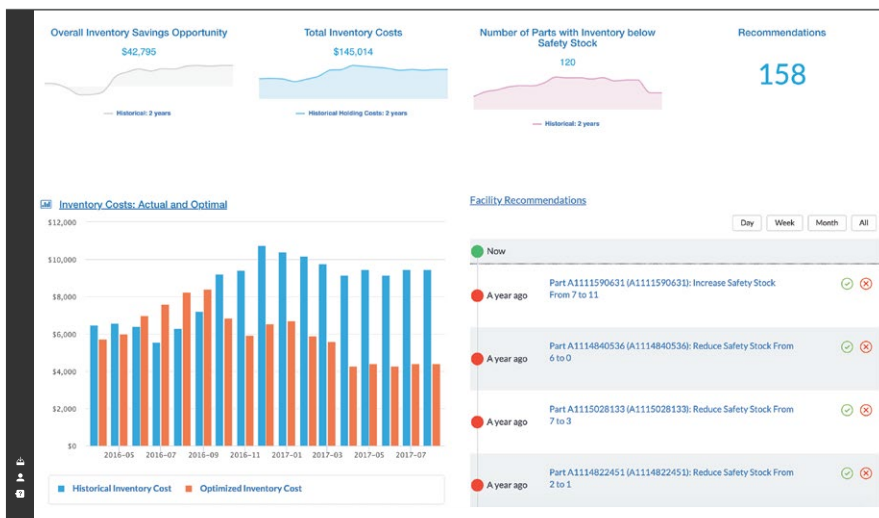 Overall Inventory Savings Opportunity
$42,795
Historical: 2 years
Total Inventory Costs
$145,014
Historical Holding Costs: 2 years
Number of Parts with Inventory below
Safety Stock
120
Historical: 2 years
Recommendations
158
Inventory Costs: Actual and Optimal
$12,000
$10,000
$8,000
$6,000
$4,000
$2,000
$0
2016-05 2016-07 2016-09 2016-11 2017-01 2017-03 2017-05 2017-07
Historical Inventory Cost Optimized Inventory Cost
Facility Recommendations
Day Week Month All
Now
A year ago
Part A1111590631 (A1111590631): Increase Safety Stock
From 7 to 11
A year ago
Part A1114840536 (A1114840536): Reduce Safety Stock From
6 to 0
A year ago
Part A1115028133 (A1115028133): Reduce Safety Stock From
7 to 3
A year ago
Part A1114822451 (A1114822451): Reduce Safety Stock From
2 to 1